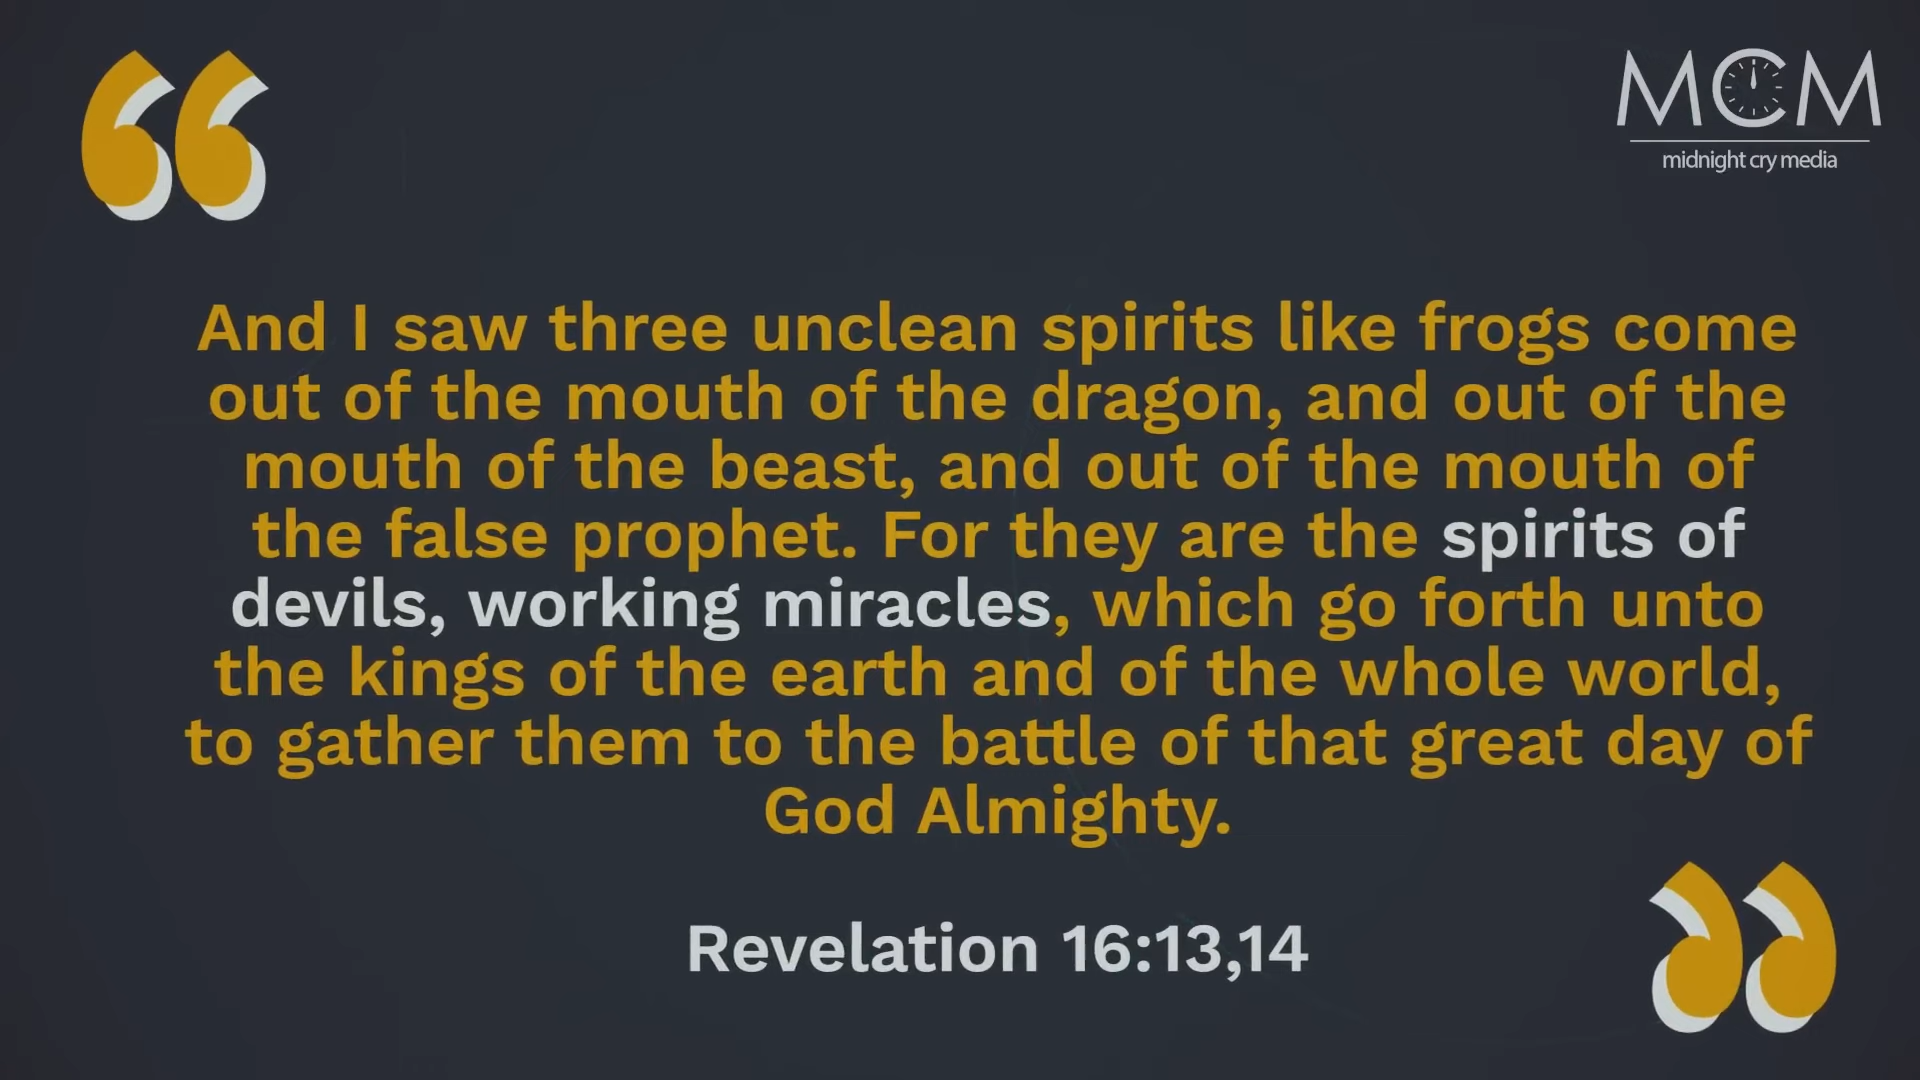 MCM
midnight cry media
And I saw three unclean spirits like frogs come
out of the mouth of the dragon, and out of the
mouth of the beast, and out of the mouth of
the false prophet. For they are the spirits of
devils, working miracles, which go forth unto
the kings of the earth and of the whole world,
to gather them to the battle of that great day of
God Almighty.
Revelation 16:13,14